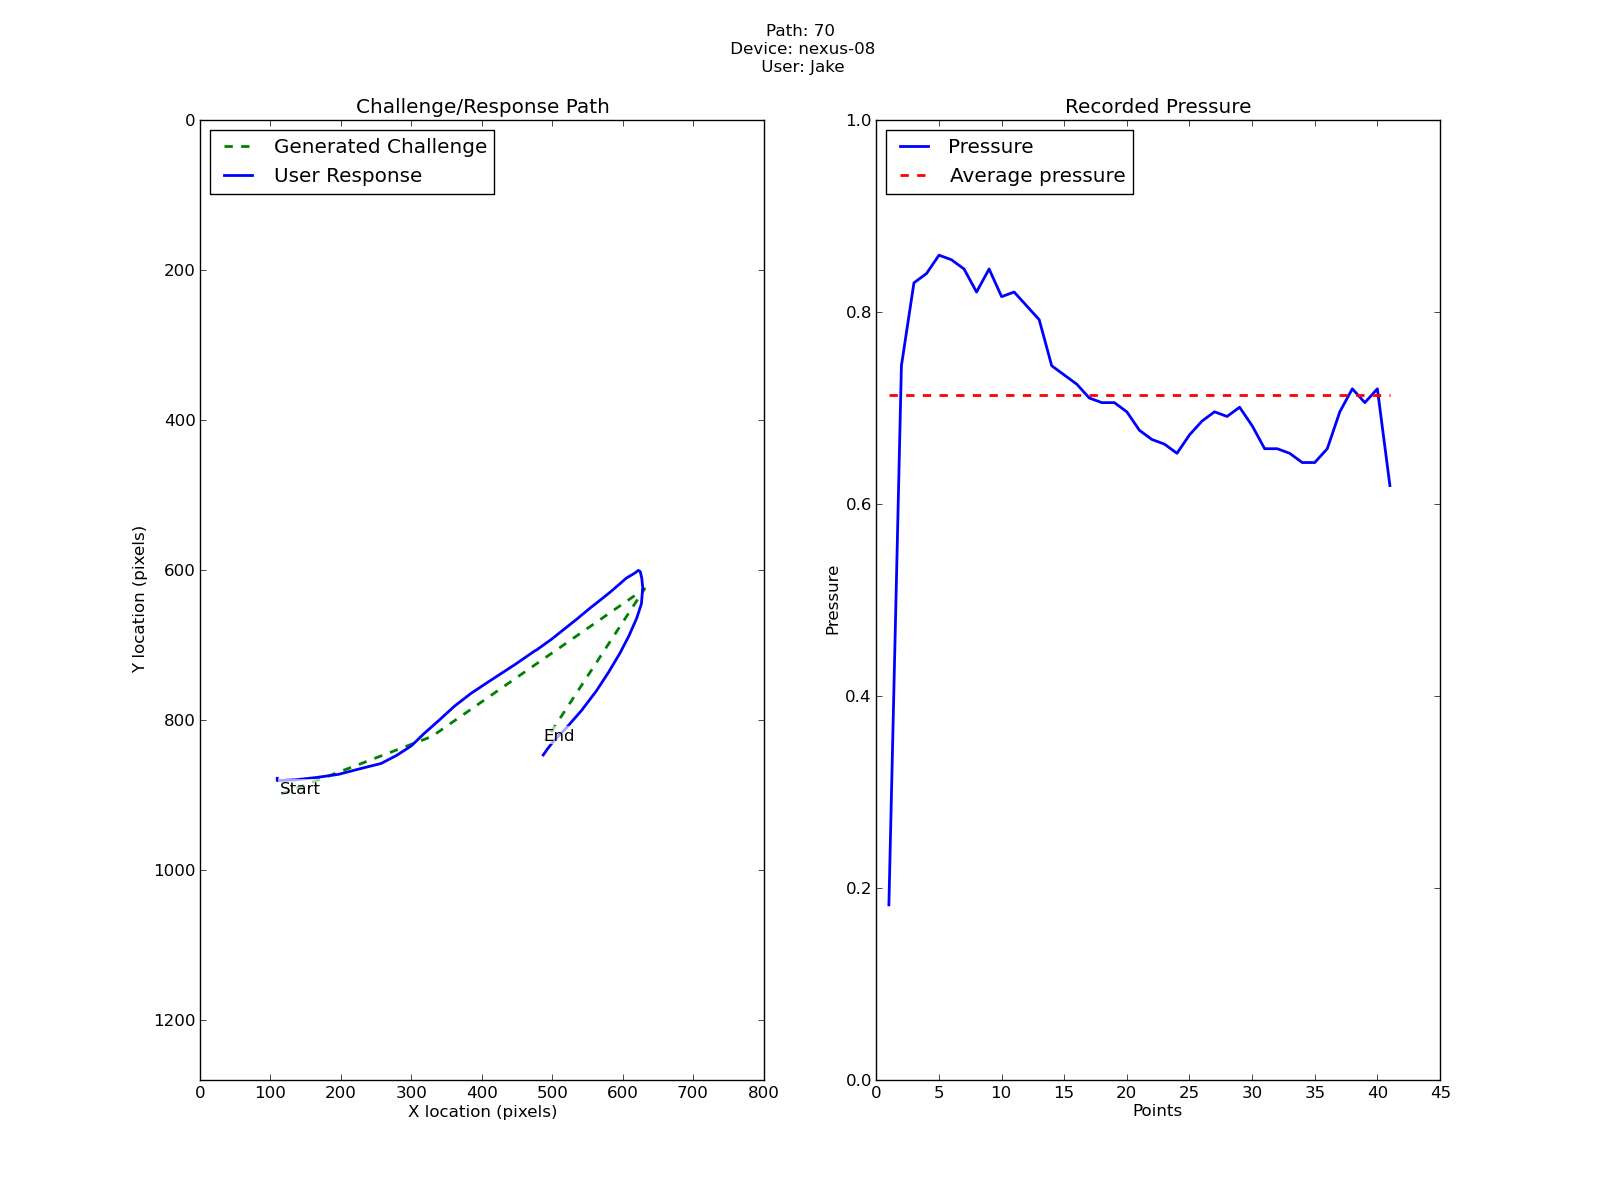 Path: 70
Device: nexus-08
User: Jake
Challenge/Response Path
Generated Challenge
User Response
0
200
400
600
800
1000
1200
Y location (pixels)
Start
End
0 100 200 300 400 500 600 700 800
X location (pixels)
Recorded Pressure
Pressure
Average pressure
1.0
0.8
0.6
0.4
0.2
0.0
Pressure
0 5 10 15 20 25 30 35 40 45
Points